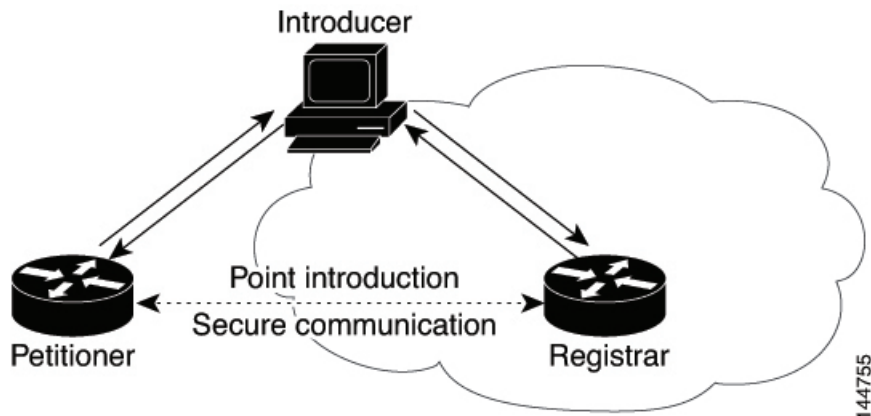 Introducer
Point introduction
Secure communication
Petitioner
Registrar
144755